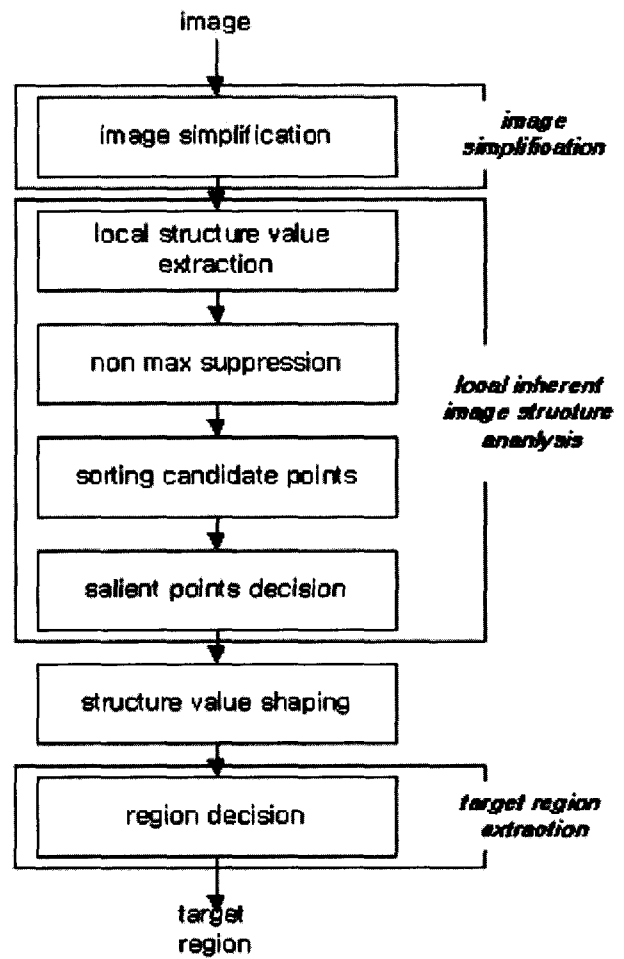 image
image simplification
image
simplification
local structure value
extraction
non max suppression
local inherent
image structure
ananlysis
sorting candidate points
salient points decision
structure value shaping
region decision
target region
extraction
target
region